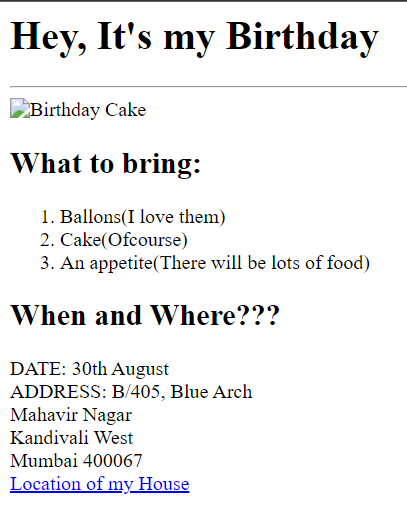 Hey, It's my Birthday
Birthday Cake
What to bring:
1. Ballons(I love them)
2. Cake(Ofcourse)
3. An appetite(There will be lots of food)
When and Where???
DATE: 30th August
ADDRESS: B/405, Blue Arch
Mahavir Nagar
Kandivali West
Mumbai 400067
Location of my House